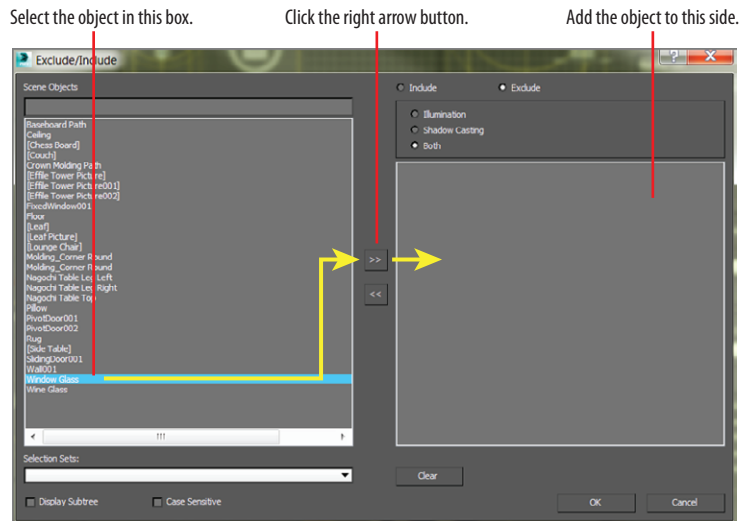 Select the object in this box.
Click the right arrow button.
Add the object to this side.
Exclude/Include
Scene Objects
Include
Exclude
Illumination
Shadow Casting
Both
Baseboard Path
Ceiling
[Chess Board]
[Couch]
Crown Molding Path
[Effile Tower Picture]
[Effile Tower Picture001]
[Effile Tower Picture002]
FixedWindow001
Floor
[Leaf]
[Leaf Picture]
[Lounge Chair]
Molding_Corner Round
Molding_Corner Round
Nagochi Table Leg Left
Nagochi Table Leg Right
Nagochi Table Top
Pillow
PivotDoor001
PivotDoor002
Rug
[Side Table]
SlidingDoor001
Wall001
Window Glass
Wine Glass
>>
<<
Selection Sets:
Clear
Display Subtree
Case Sensitive
OK
Cancel